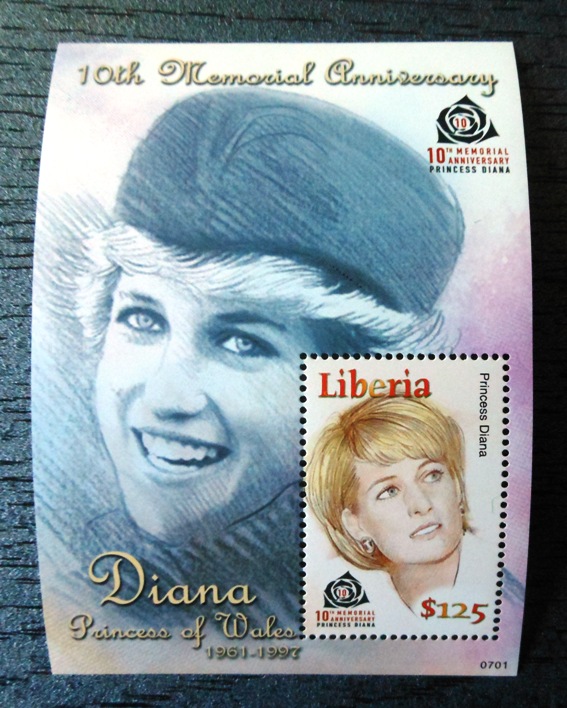 10th Memorial Anniversary
10
10TH MEMORIAL
ANNIVERSARY
PRINCESS DIANA
Liberia
Princess Diana
10
10TH MEMORIAL
ANNIVERSARY
PRINCESS DIANA
$125
Diana
Princess of Wales
1961-1997
0701